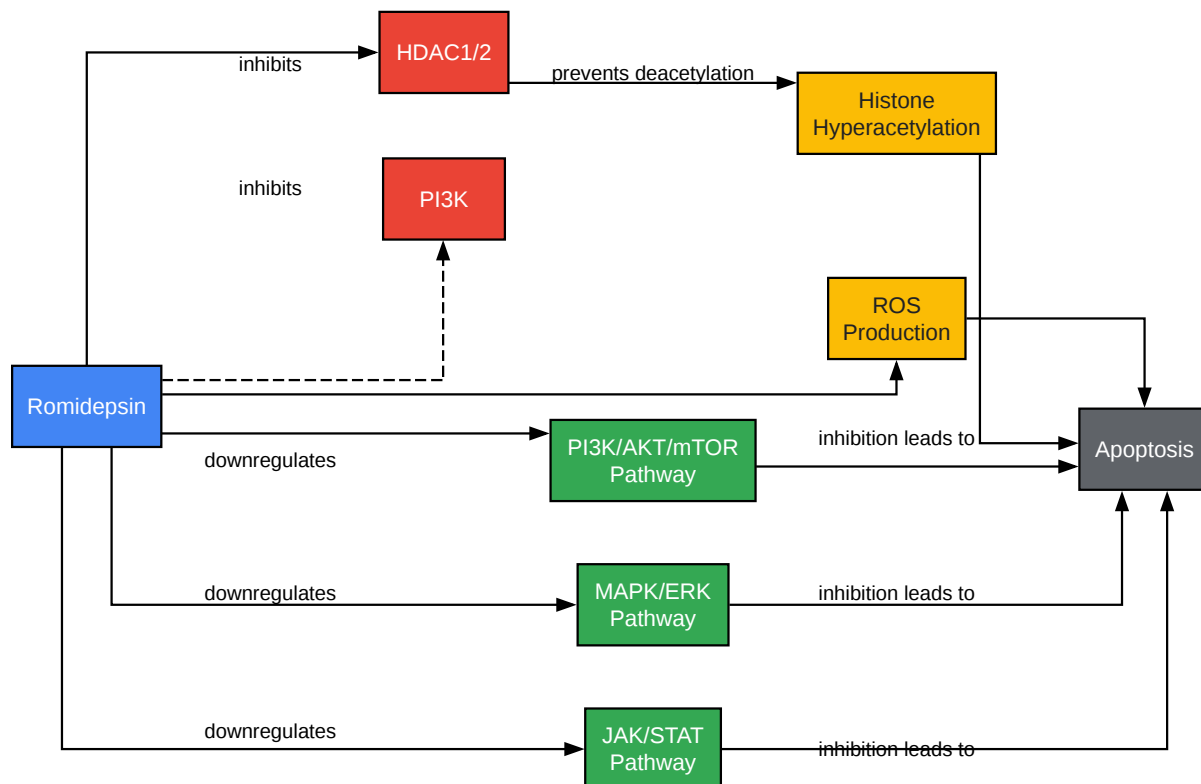 HDAC1/2
inhibits
prevents deacetylation
Histone
Hyperacetylation
inhibits
PI3K
ROS
Production
Romidepsin
downregulates
PI3K/AKT/mTOR
Pathway
inhibition leads to
Apoptosis
downregulates
MAPK/ERK
Pathway
inhibition leads to
downregulates
JAK/STAT
Pathway
inhibition leads to